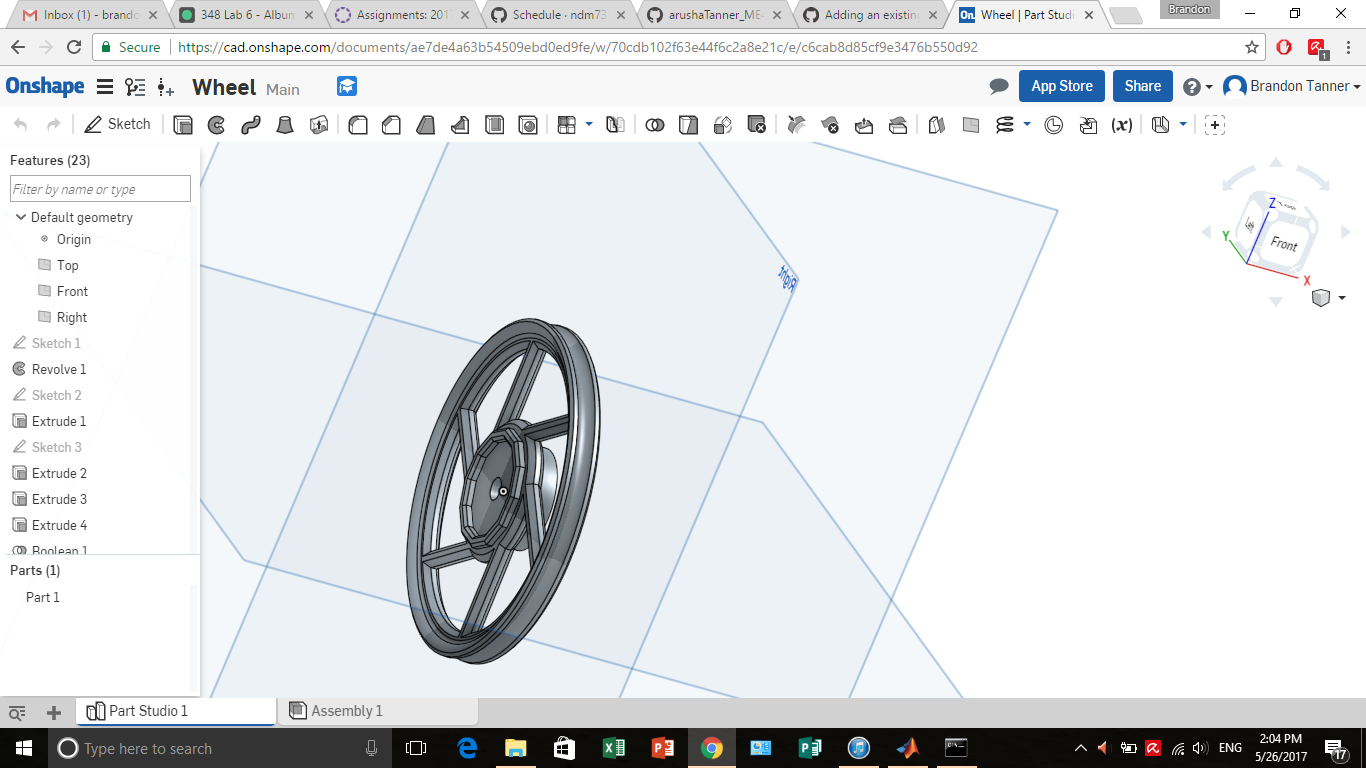 Brandon
Inbox (1) - brando
348 Lab 6 - Album
Assignments: 201
Schedule · ndm73
arushaTanner_ME-
Adding an existing
On.
Wheel | Part Studi
Secure
https://cad.onshape.com/documents/ae7de4a63b54509ebd0ed9fe/w/70cdb102f63e44f6c2a8e21c/e/c6cab8d85cf9e3476b550d92
1
Onshape
Wheel Main
App Store
Share
Brandon Tanner
Sketch
(x)
Features (23)
Filter by name or type
Default geometry
Origin
Top
Front
Right
Sketch 1
Revolve 1
Sketch 2
Extrude 1
Sketch 3
Extrude 2
Extrude 3
Extrude 4
Boolean 1
Parts (1)
Part 1
Right
Z
Y
Left
Front
X
Part Studio 1
Assembly 1
Type here to search
ENG
2:04 PM
5/26/2017
17